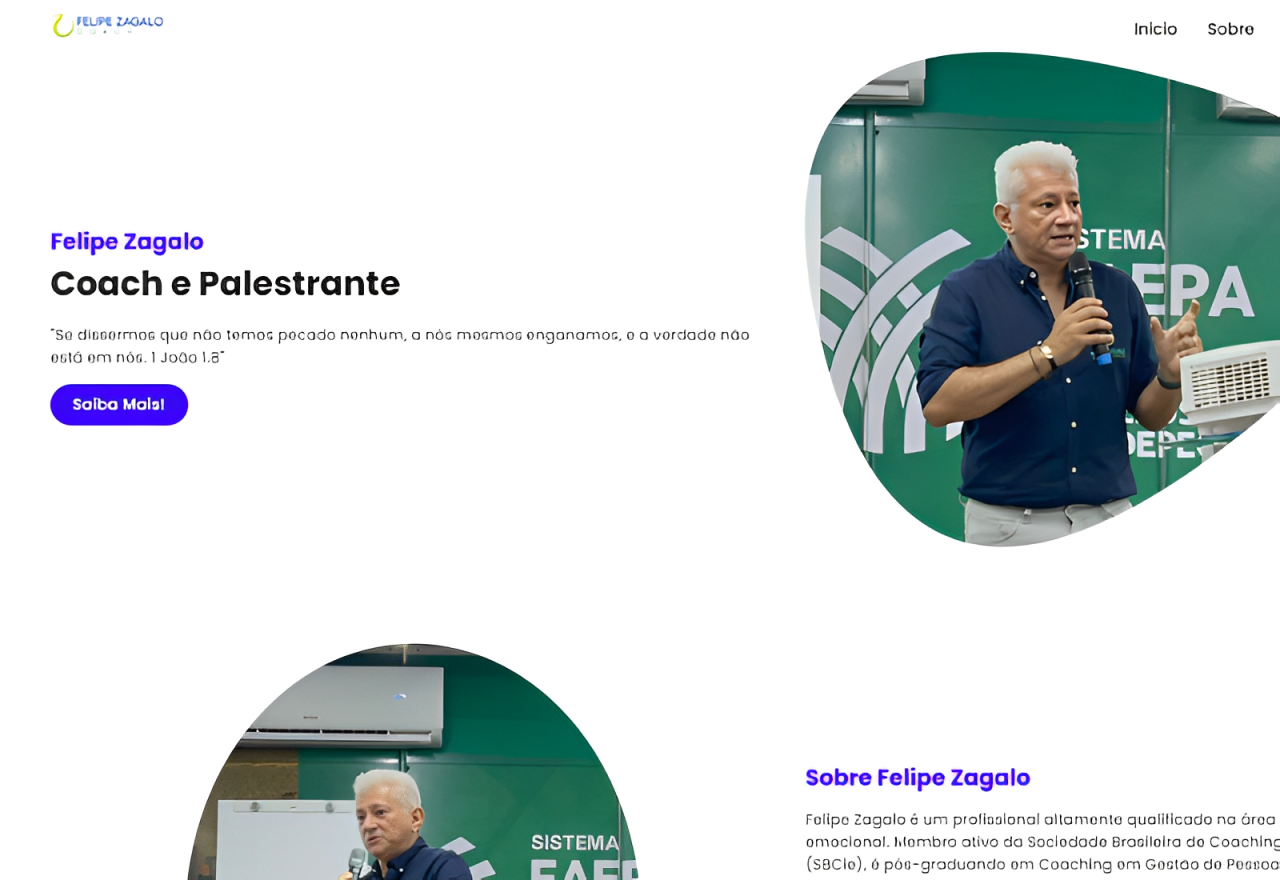 FELIPE ZAGALO
COACH
Inicio
Sobre
Felipe Zagalo
Coach e Palestrante
"Se dissermos que não temos pecado nenhum, a nós mesmos enganamos, e a verdade não
está em nós. 1 João 1.8"
Saiba Mais!
STEMA
EPA
SISTEMA
FAEP
Sobre Felipe Zagalo
Felipe Zagalo é um profissional altamente qualificado na área
emocional. Membro ativo da Sociedade Brasileira de Coaching
(SBCie), é pós-graduando em Coaching em Gestão de Pessoa